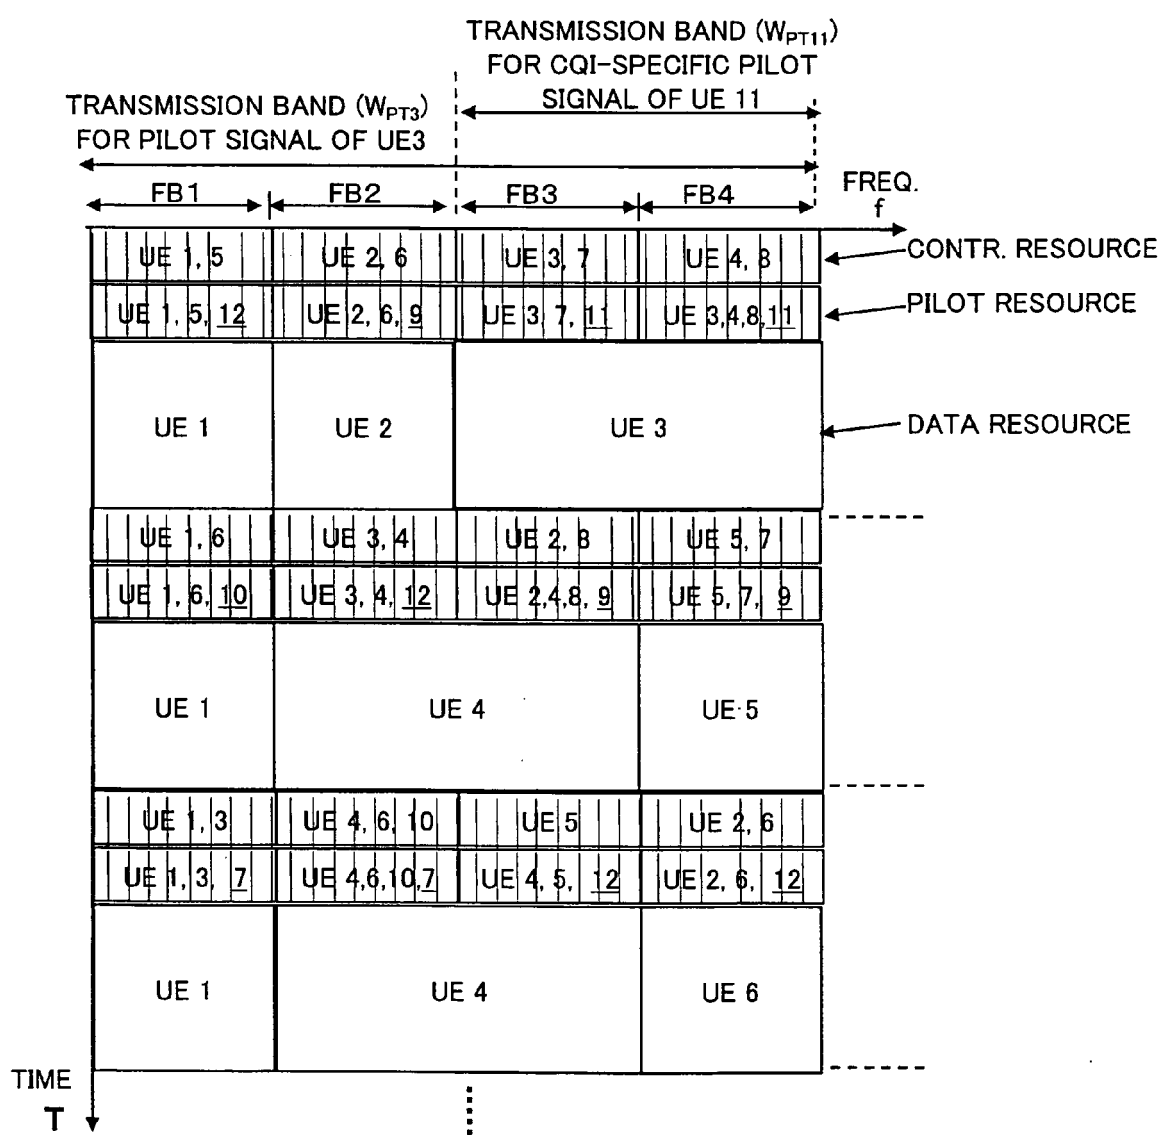 TRANSMISSION BAND (WPT11)
FOR CQI-SPECIFIC PILOT
SIGNAL OF UE 11
TRANSMISSION BAND (WPT3)
FOR PILOT SIGNAL OF UE3
FB1 FB2 FB3 FB4 FREQ.
f
UE 1, 5 UE 2, 6 UE 3, 7 UE 4, 8 CONTR. RESOURCE
UE 1, 5, 12 UE 2, 6, 9 UE 3, 7, 11 UE 3,4,8,11 PILOT RESOURCE
UE 1 UE 2 UE 3 DATA RESOURCE
UE 1, 6 UE 3, 4 UE 2, 8 UE 5, 7
UE 1, 6, 10 UE 3, 4, 12 UE 2,4,8, 9 UE 5, 7, 9
UE 1 UE 4 UE 5
UE 1, 3 UE 4, 6, 10 UE 5 UE 2, 6
UE 1, 3, 7 UE 4,6,10,7 UE 4, 5, 12 UE 2, 6, 12
UE 1 UE 4 UE 6
TIME
T